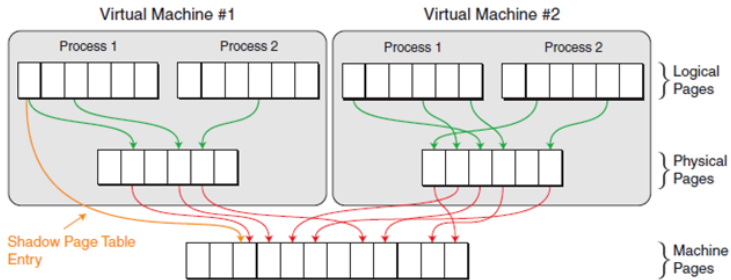 Virtual Machine #1
Virtual Machine #2
Process 1
Process 2
Process 1
Process 2
Logical
Pages
Physical
Pages
Shadow Page Table
Entry
Machine
Pages